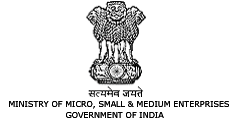 सत्यमेव जयते
MINISTRY OF MICRO, SMALL & MEDIUM ENTERPRISES
GOVERNMENT OF INDIA